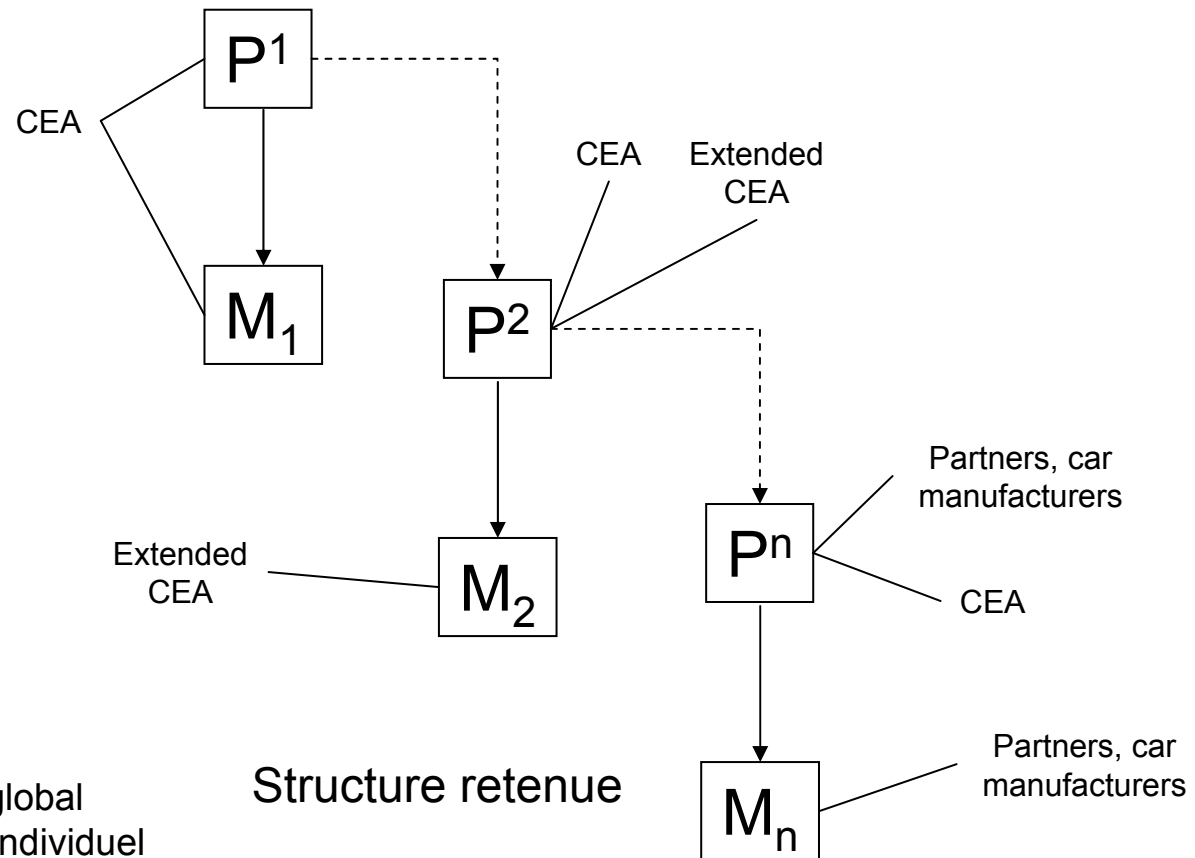 P1
CEA
M1
CEA
Extended
CEA
P2
Extended
CEA
M2
Partners, car
manufacturers
Pn
CEA
Partners, car
manufacturers
Mn
Structure retenue
global
individuel